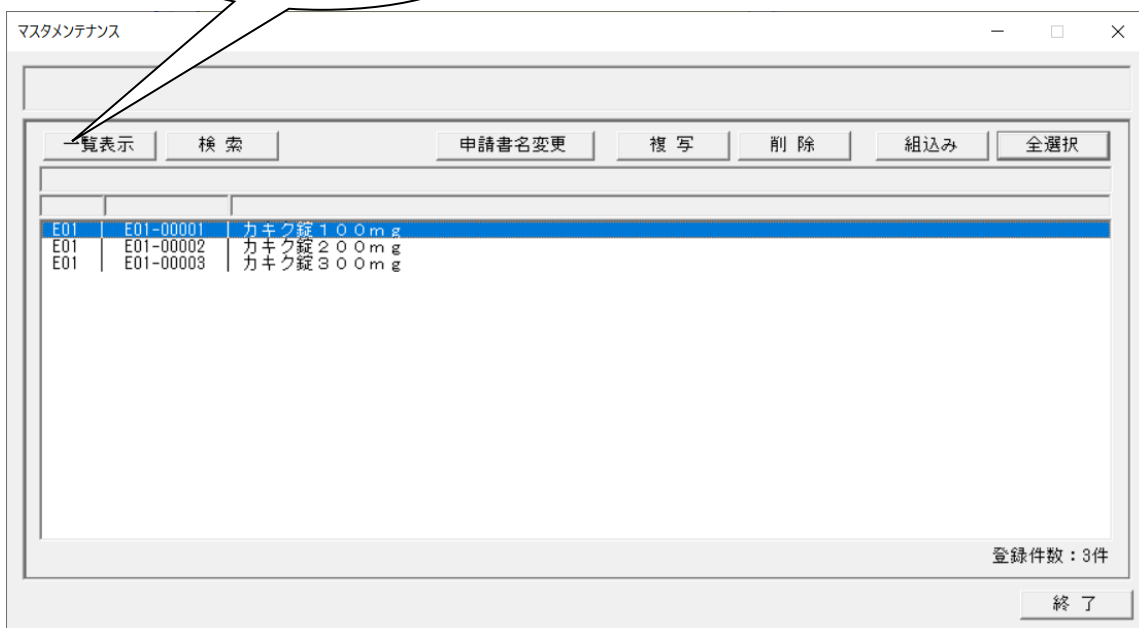 マスタメンテナンス
一覧表示 検 索 申請書名変更 複 写 削 除 組込み 全選択
E01 | E01-00001 | カキク錠１００ｍｇ
E01 | E01-00002 | カキク錠２００ｍｇ
E01 | E01-00003 | カキク錠３００ｍｇ
登録件数：3件
終 了